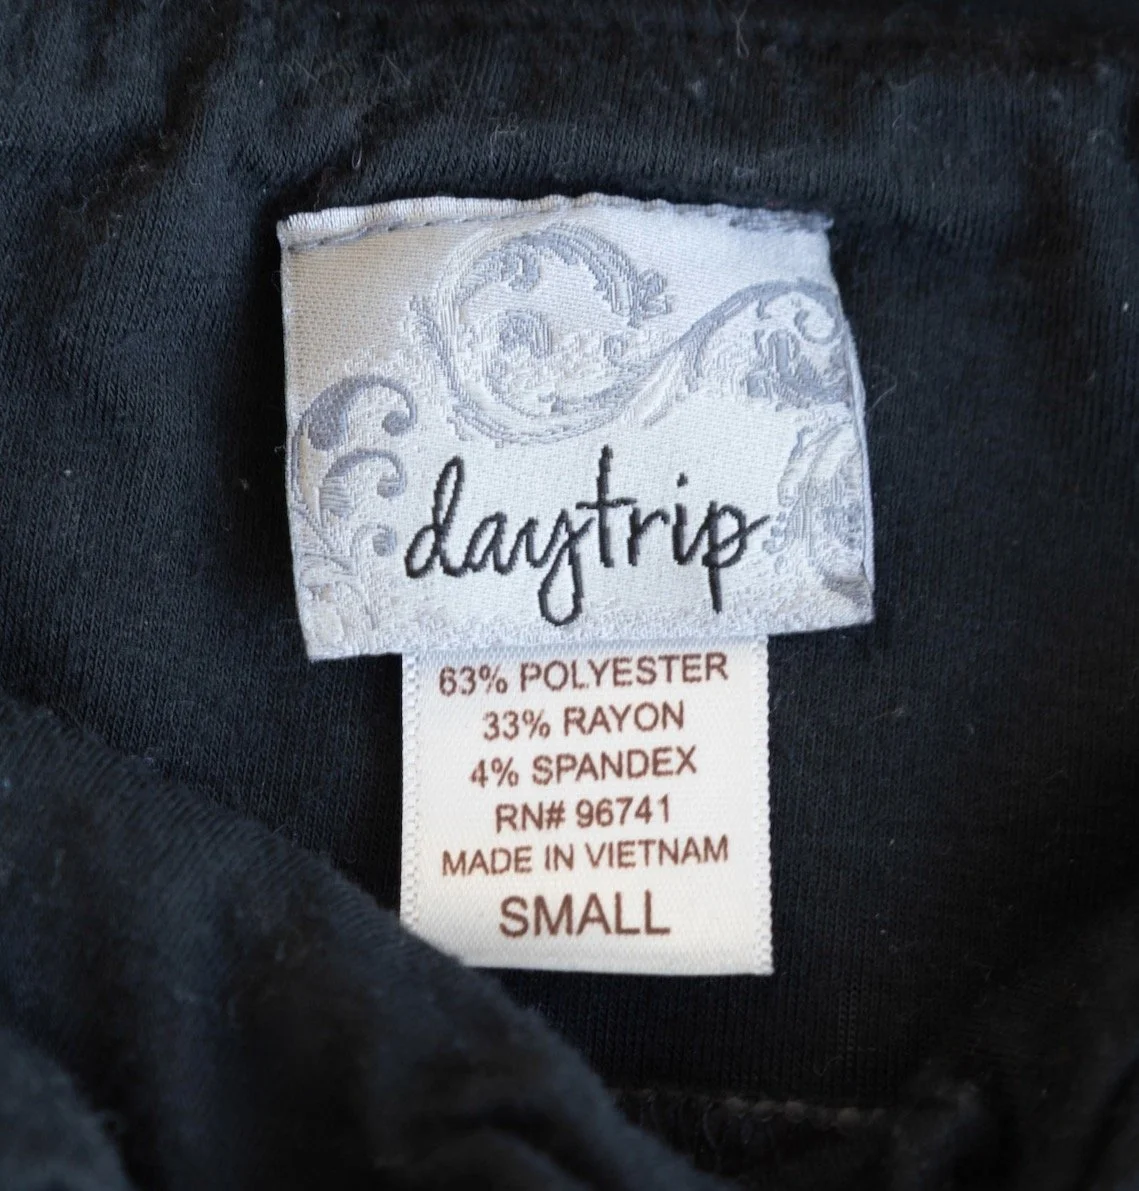 daytrip
63% POLYESTER
33% RAYON
4% SPANDEX
RN# 96741
MADE IN VIETNAM
SMALL